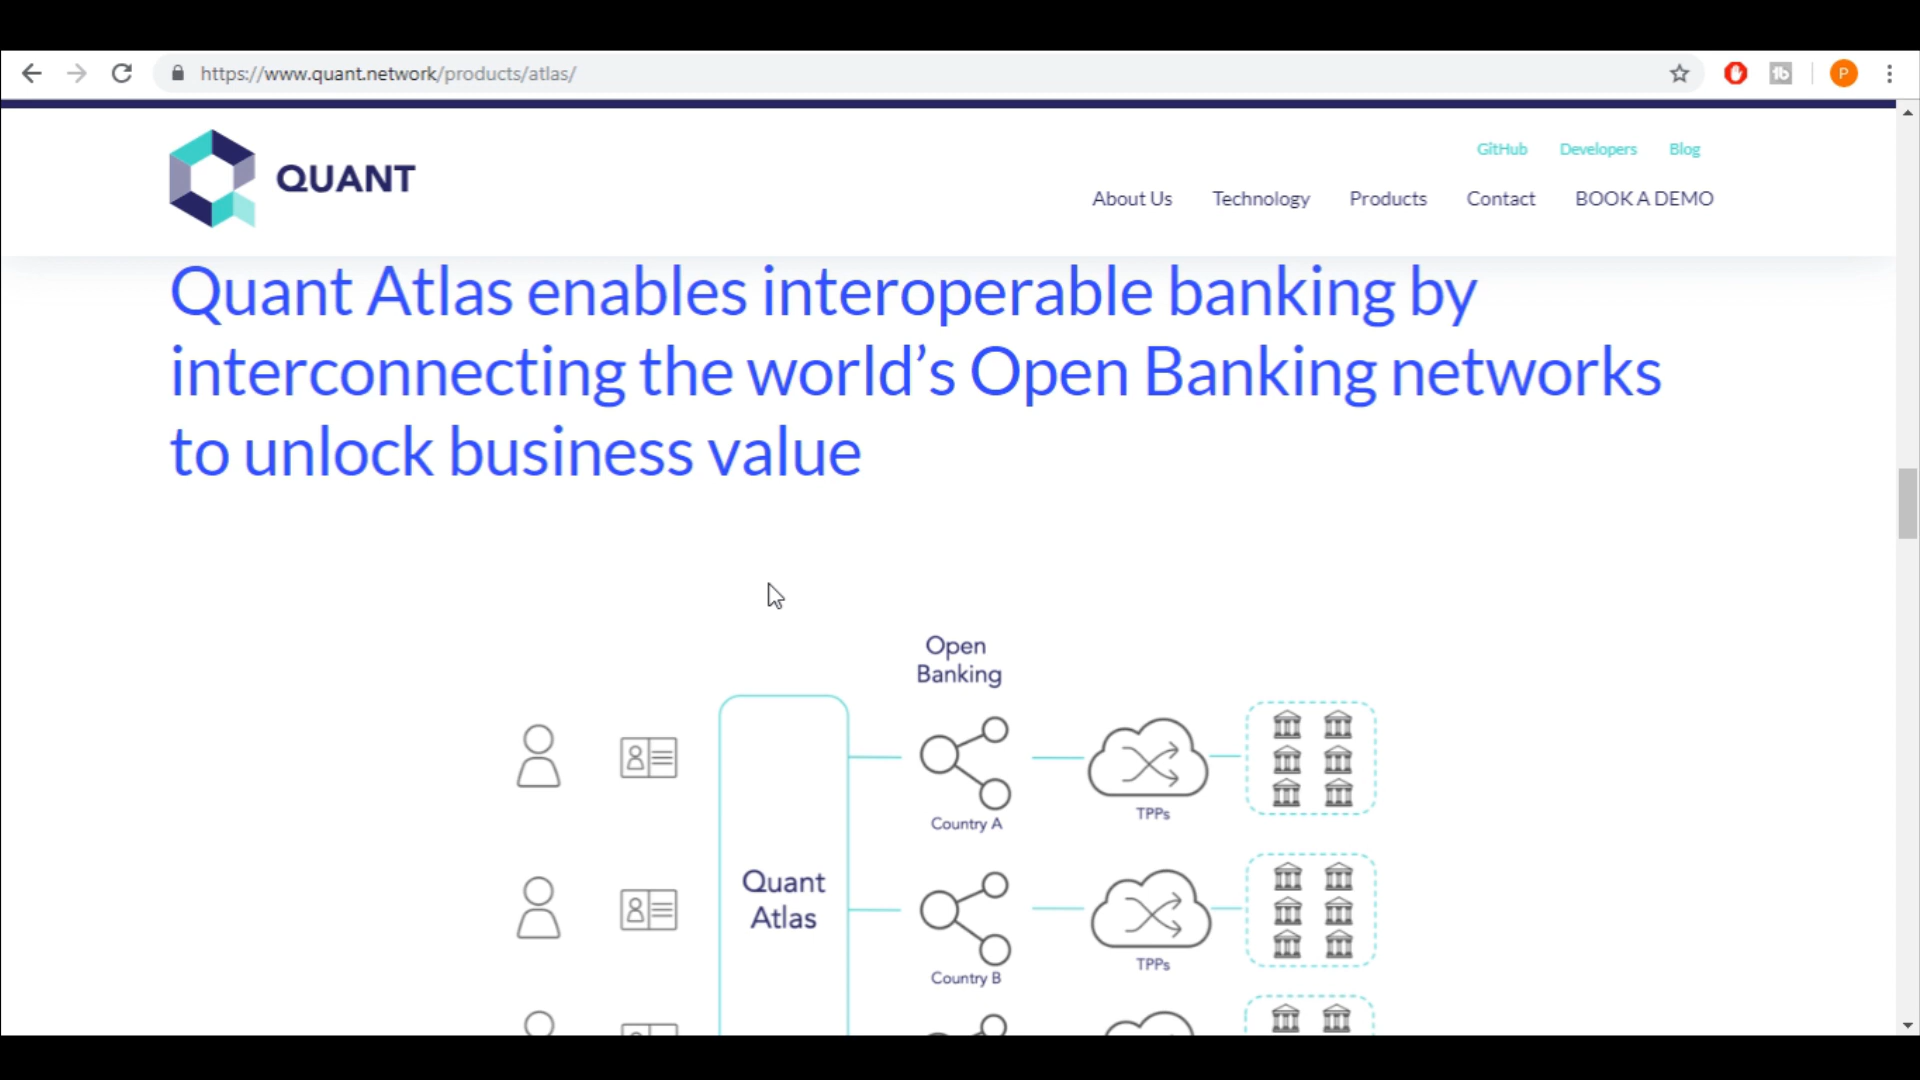 https://www.quant.network/products/atlas/
P
QUANT
GitHub Developers Blog
About Us Technology Products Contact BOOK A DEMO
Quant Atlas enables interoperable banking by
interconnecting the world’s Open Banking networks
to unlock business value
Open
Banking
Country A
TPPs
Quant
Atlas
Country B
TPPs